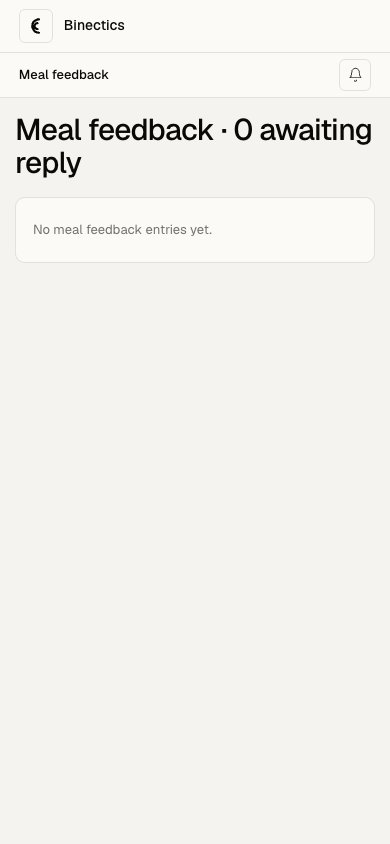 Binectics
Meal feedback
Meal feedback · 0 awaiting
reply
No meal feedback entries yet.